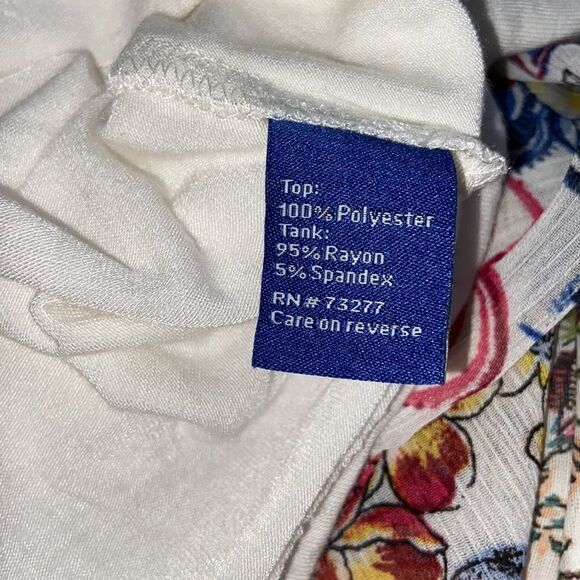 Top:
100% Polyester
Tank:
95% Rayon
5% Spandex
RN# 73277
Care on reverse